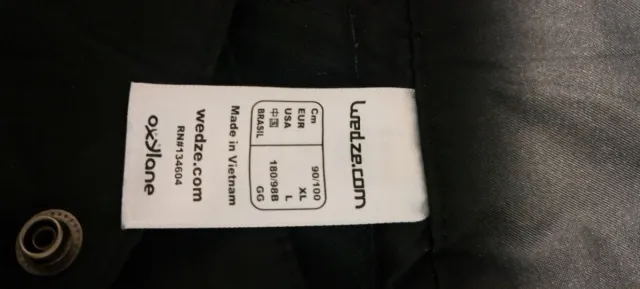 wedze.com
Cm 90/100
EUR XL
USA L
中国 180/98B
BRASIL GG
Made in Vietnam
wedze.com
RN#134604
oxylane